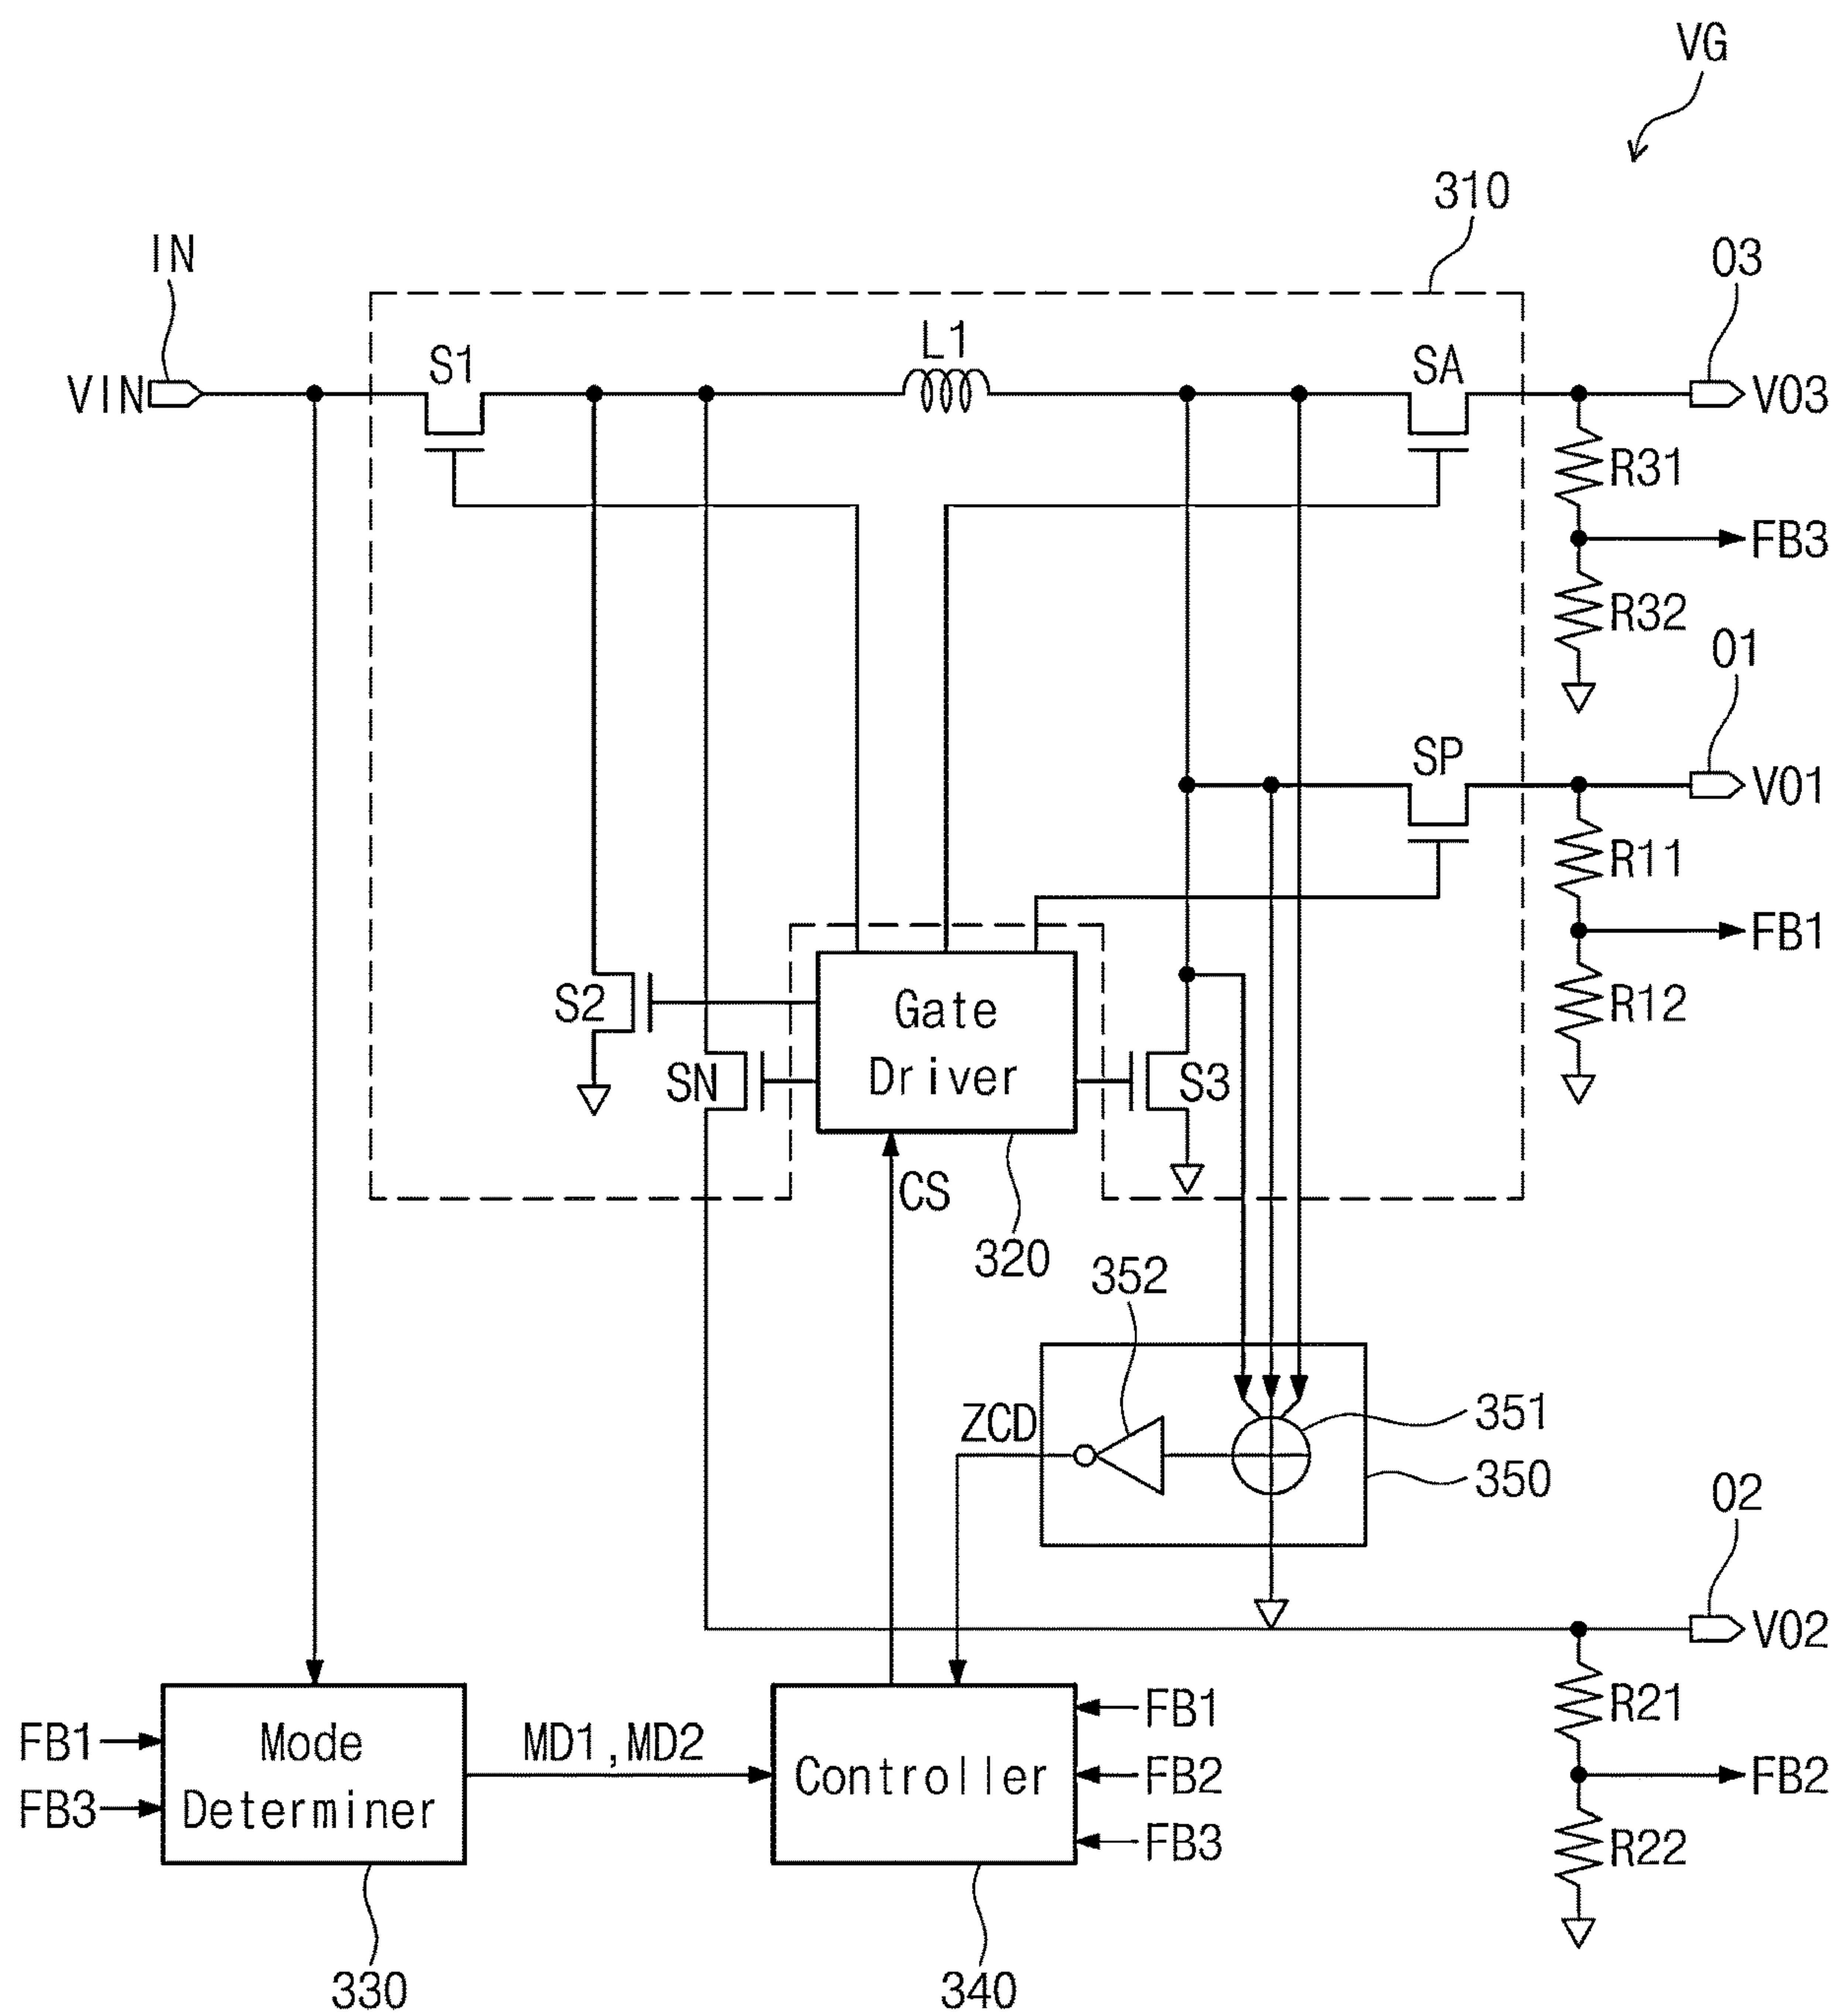 VG
310
IN
O3
L1
S1
SA
VIN
VO3
R31
FB3
R32
O1
SP
VO1
R11
FB1
R12
S2
Gate
Driver
SN
S3
CS
320
352
ZCD
351
350
O2
VO2
R21
FB1
FB3
Mode
Determiner
MD1,MD2
Controller
FB1
FB2
FB3
FB2
R22
330
340